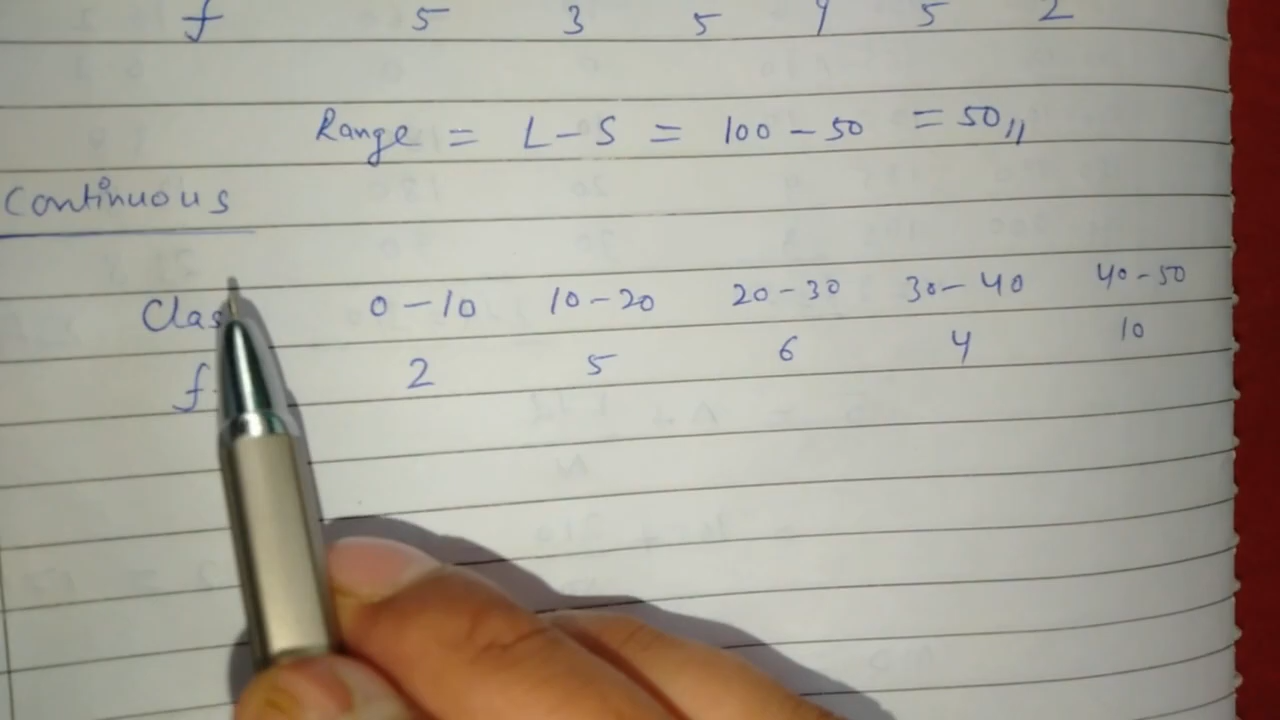 f 5 3 5 4 5 2
Range = L - S = 100 - 50 = 50,,
Continuous
Clas 0 - 10 10 - 20 20 - 30 30 - 40 40 - 50
f 2 5 6 4 10